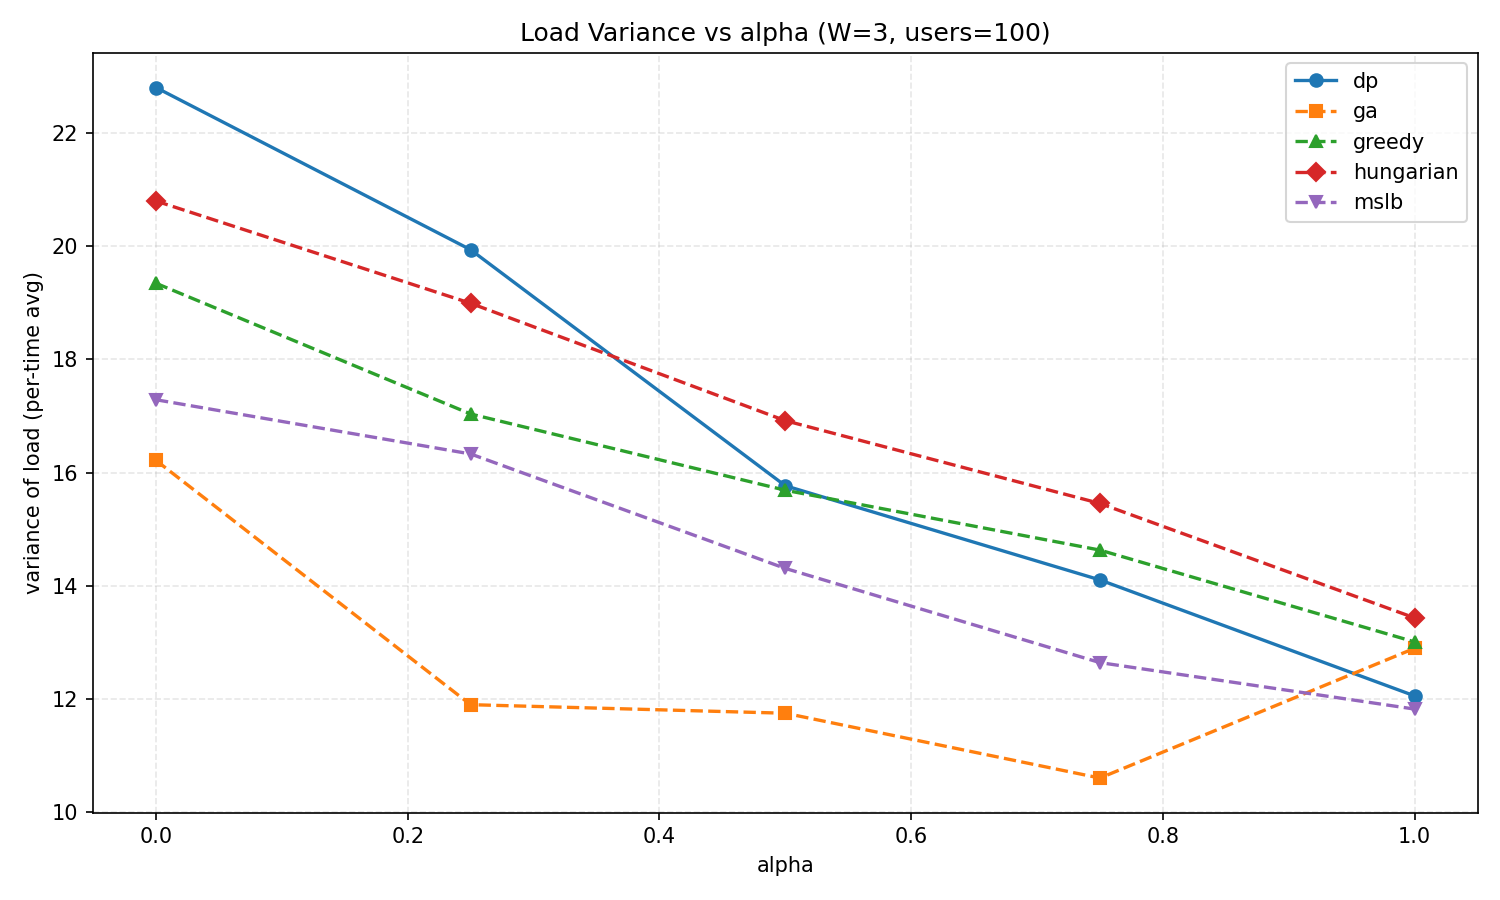 Load Variance vs alpha (W=3, users=100)
dp
ga
greedy
hungarian
mslb
variance of load (per-time avg)
22
20
18
16
14
12
10
0.0 0.2 0.4 0.6 0.8 1.0
alpha